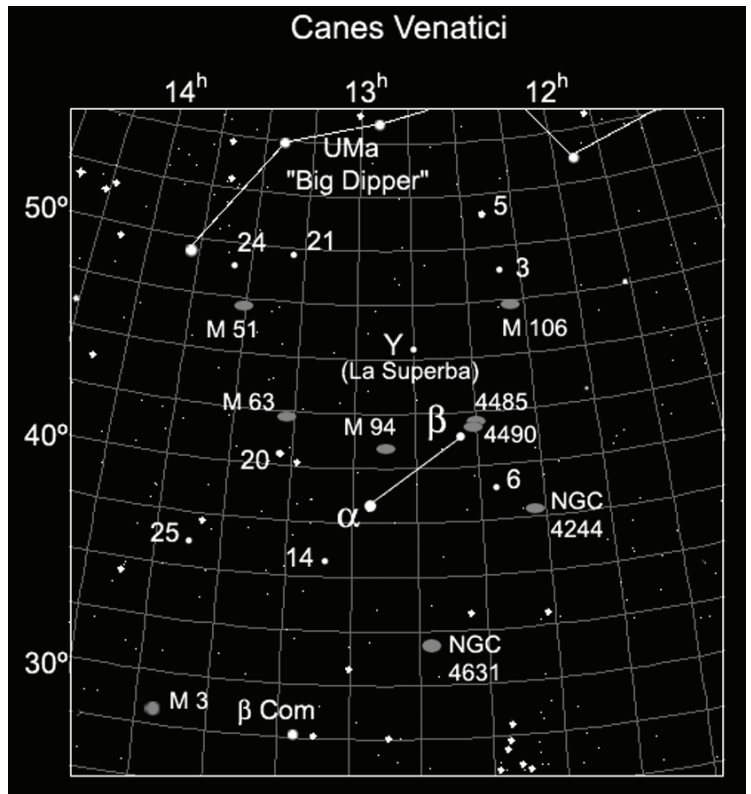 Canes Venatici
14h 13h 12h
UMa
"Big Dipper"
50º
5
24 21
3
M 51
M 106
Y
(La Superba)
M 63
4485
M 94 β
4490
40º
20
6
NGC
4244
α
25
14
NGC
4631
30º
M 3
β Com